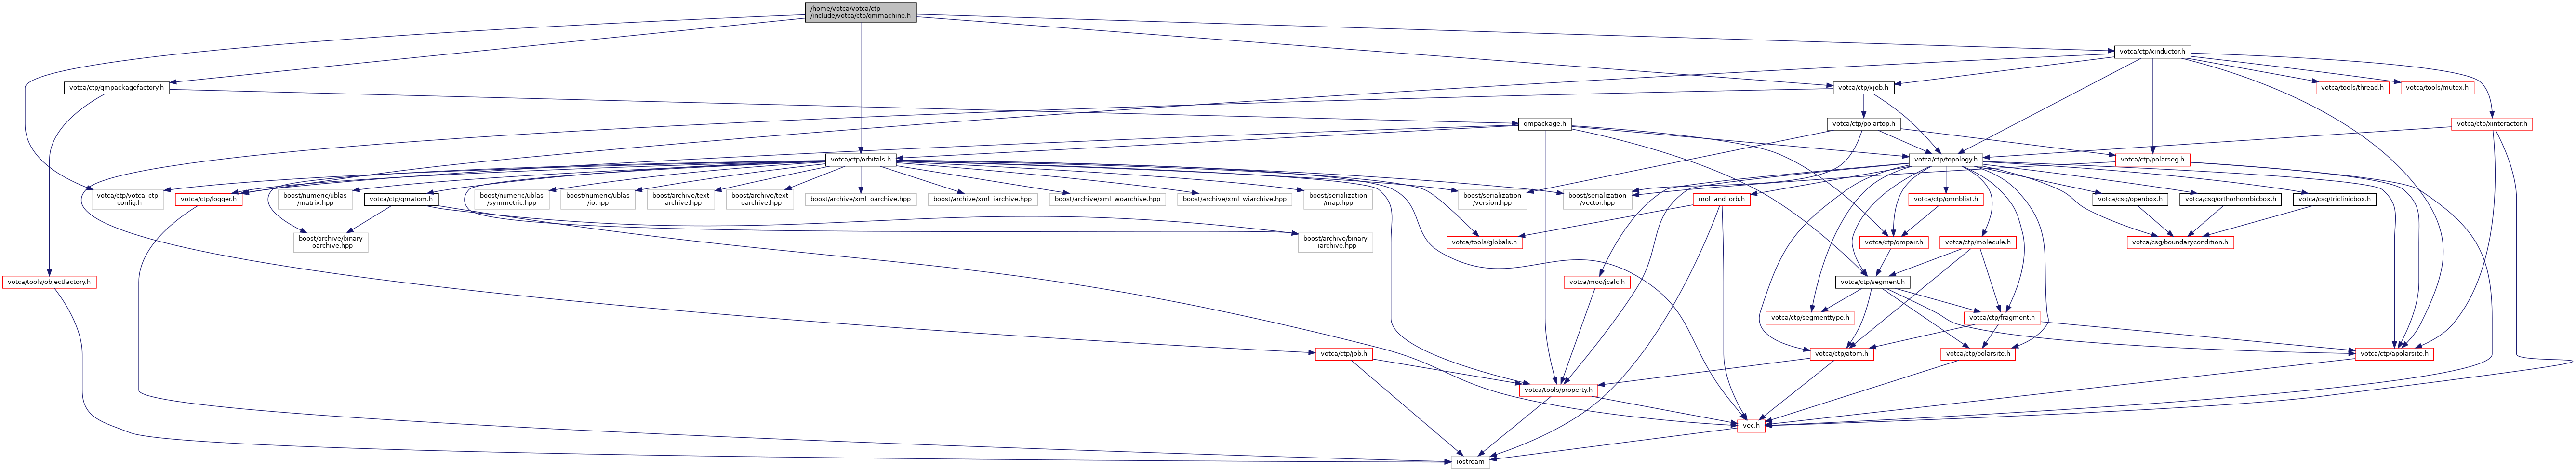 /home/votca/votca/ctp
/include/votca/ctp/qmmachine.h
votca/ctp/xinductor.h
votca/ctp/qmpackagefactory.h
votca/ctp/xjob.h
votca/tools/thread.h
votca/tools/mutex.h
qmpackage.h
votca/ctp/polartop.h
votca/ctp/xinteractor.h
votca/ctp/orbitals.h
votca/ctp/topology.h
votca/ctp/polarseg.h
votca/ctp/votca_ctp
_config.h
votca/ctp/logger.h
boost/numeric/ublas
/matrix.hpp
votca/ctp/qmatom.h
boost/numeric/ublas
/symmetric.hpp
boost/numeric/ublas
/io.hpp
boost/archive/text
_iarchive.hpp
boost/archive/text
_oarchive.hpp
boost/archive/xml_oarchive.hpp
boost/archive/xml_iarchive.hpp
boost/archive/xml_woarchive.hpp
boost/archive/xml_wiarchive.hpp
boost/serialization
/map.hpp
boost/serialization
/version.hpp
boost/serialization
/vector.hpp
mol_and_orb.h
votca/ctp/qmnblist.h
votca/csg/openbox.h
votca/csg/orthorhombicbox.h
votca/csg/triclinicbox.h
boost/archive/binary
_oarchive.hpp
boost/archive/binary
_iarchive.hpp
votca/tools/globals.h
votca/ctp/qmpair.h
votca/ctp/molecule.h
votca/csg/boundarycondition.h
votca/tools/objectfactory.h
votca/moo/jcalc.h
votca/ctp/segment.h
votca/ctp/segmenttype.h
votca/ctp/fragment.h
votca/ctp/job.h
votca/ctp/atom.h
votca/ctp/polarsite.h
votca/ctp/apolarsite.h
votca/tools/property.h
vec.h
iostream